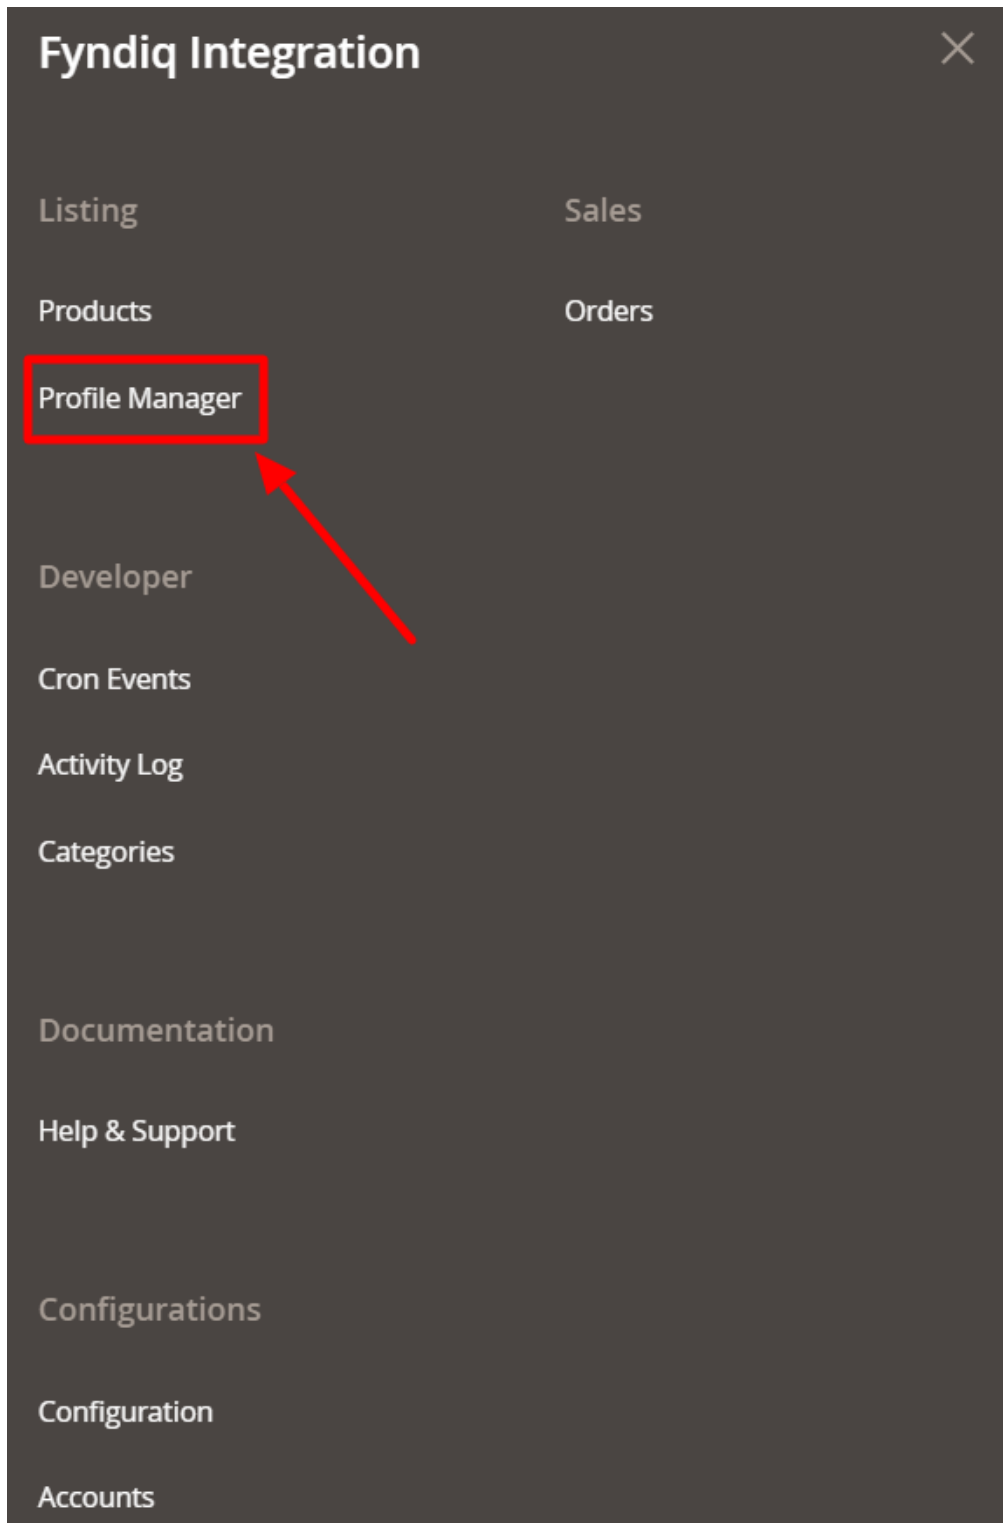 Fyndiq Integration
Listing
Sales
Products
Orders
Profile Manager
Developer
Cron Events
Activity Log
Categories
Documentation
Help & Support
Configurations
Configuration
Accounts